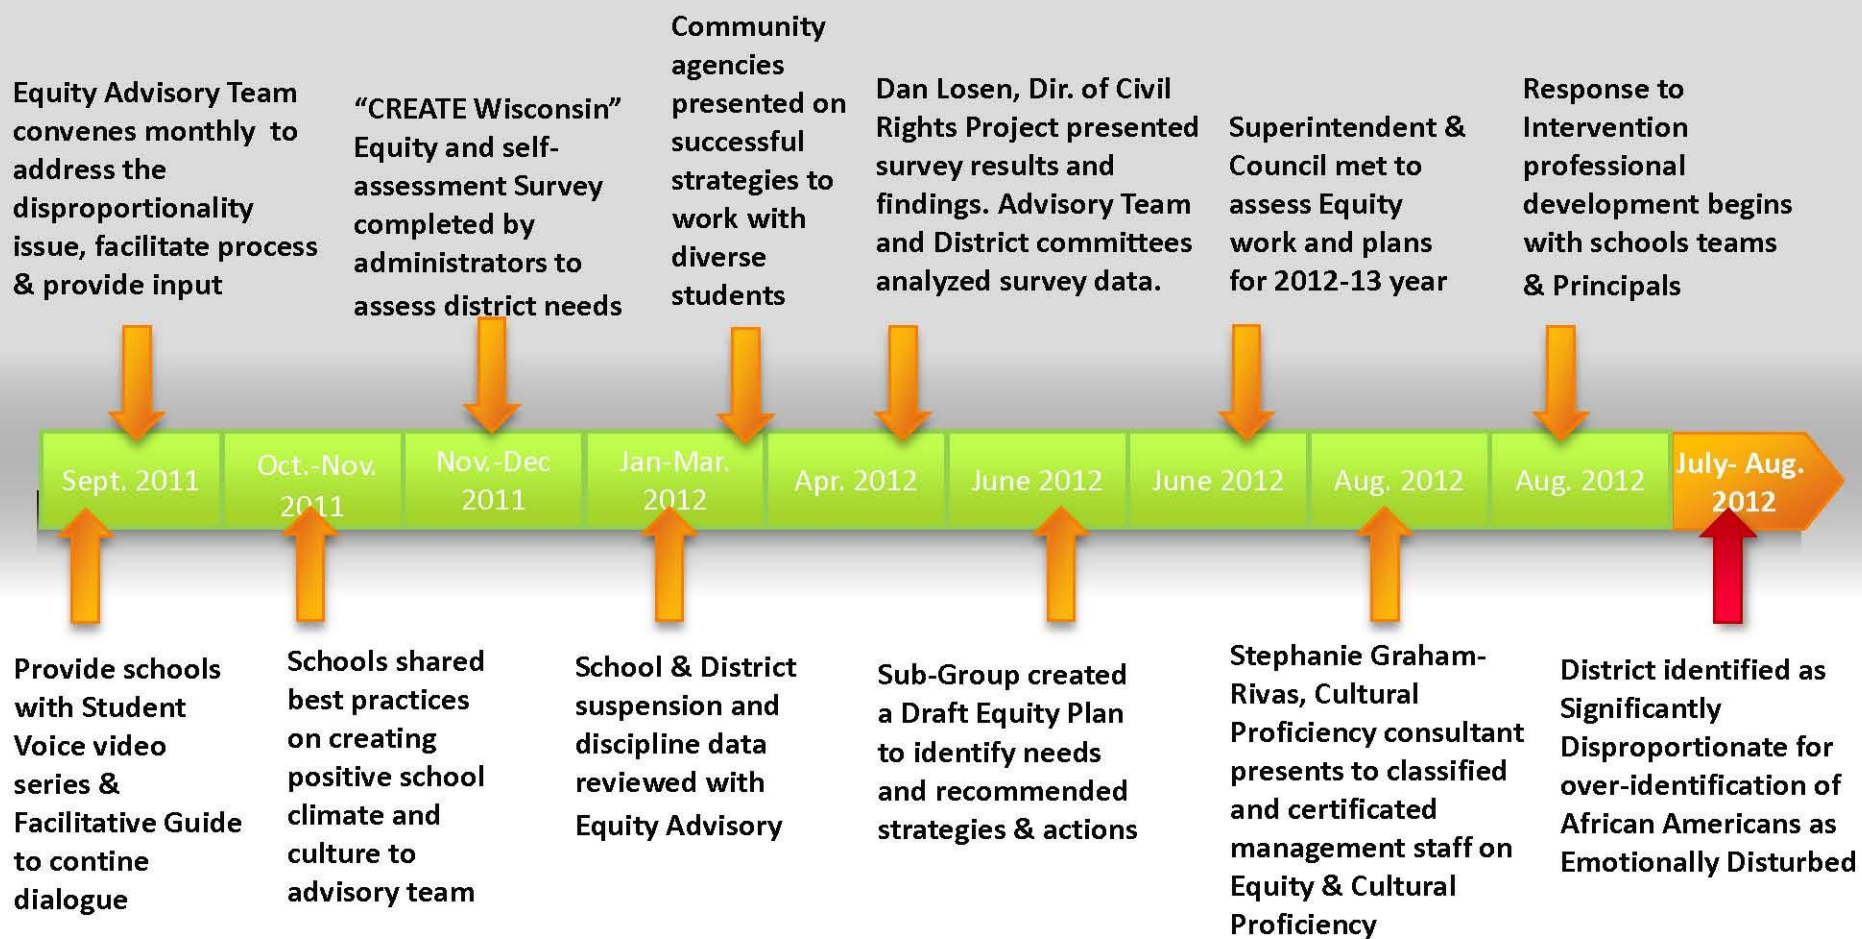 Equity Advisory Team
convenes monthly to
address the
disproportionality
issue, facilitate process
& provide input
“CREATE Wisconsin”
Equity and self-
assessment Survey
completed by
administrators to
assess district needs
Community
agencies
presented on
successful
strategies to
work with
diverse
students
Dan Losen, Dir. of Civil
Rights Project presented
survey results and
findings. Advisory Team
and District committees
analyzed survey data.
Superintendent &
Council met to
assess Equity
work and plans
for 2012-13 year
Response to
Intervention
professional
development begins
with schools teams
& Principals
Sept. 2011
Oct.-Nov.
2011
Nov.-Dec
2011
Jan-Mar.
2012
Apr. 2012
June 2012
June 2012
Aug. 2012
Aug. 2012
July- Aug.
2012
Provide schools
with Student
Voice video
series &
Facilitative Guide
to contine
dialogue
Schools shared
best practices
on creating
positive school
climate and
culture to
advisory team
School & District
suspension and
discipline data
reviewed with
Equity Advisory
Sub-Group created
a Draft Equity Plan
to identify needs
and recommended
strategies & actions
Stephanie Graham-
Rivas, Cultural
Proficiency consultant
presents to classified
and certificated
management staff on
Equity & Cultural
Proficiency
District identified as
Significantly
Disproportionate for
over-identification of
African Americans as
Emotionally Disturbed